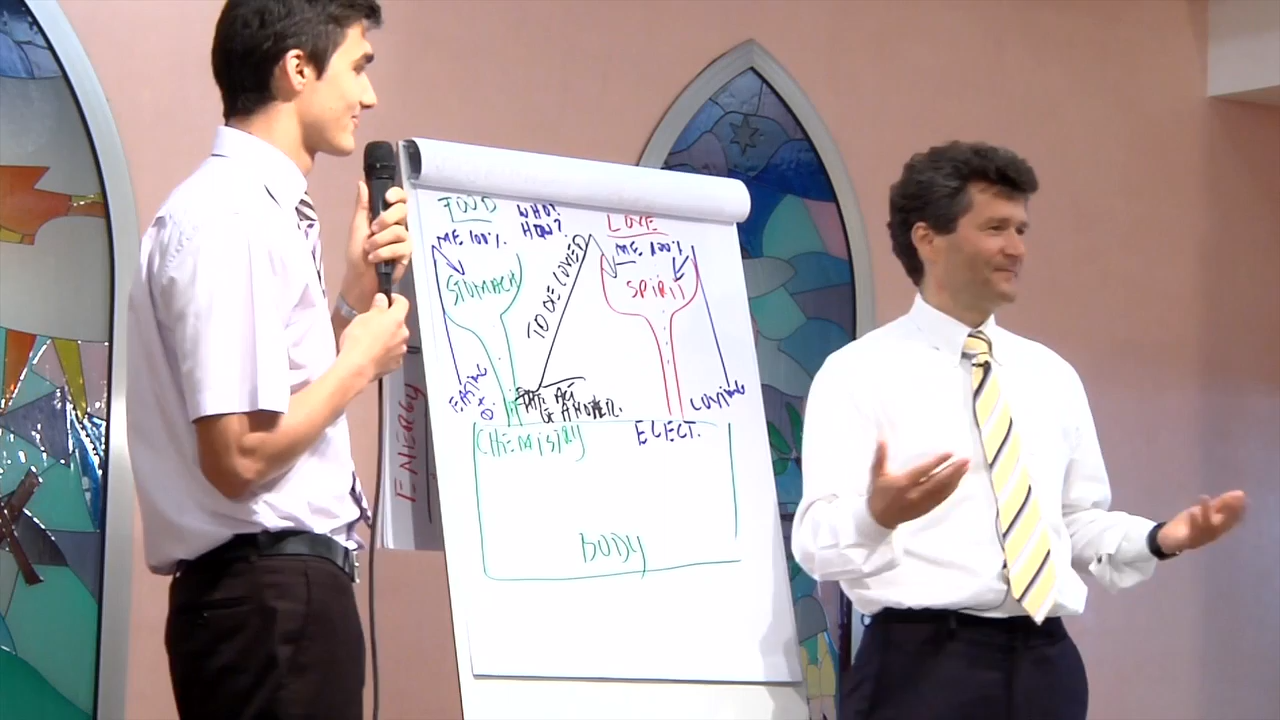 FOOD
WHO?
HOW?
LOVE
ME 100%
ME 100%
STOMACH
TO BE LOVED
SPIRIT
EATING
LOVING
THE ACT
OF ANOTHER.
CHEMISTRY
ELECT.
BODY
ENERGY